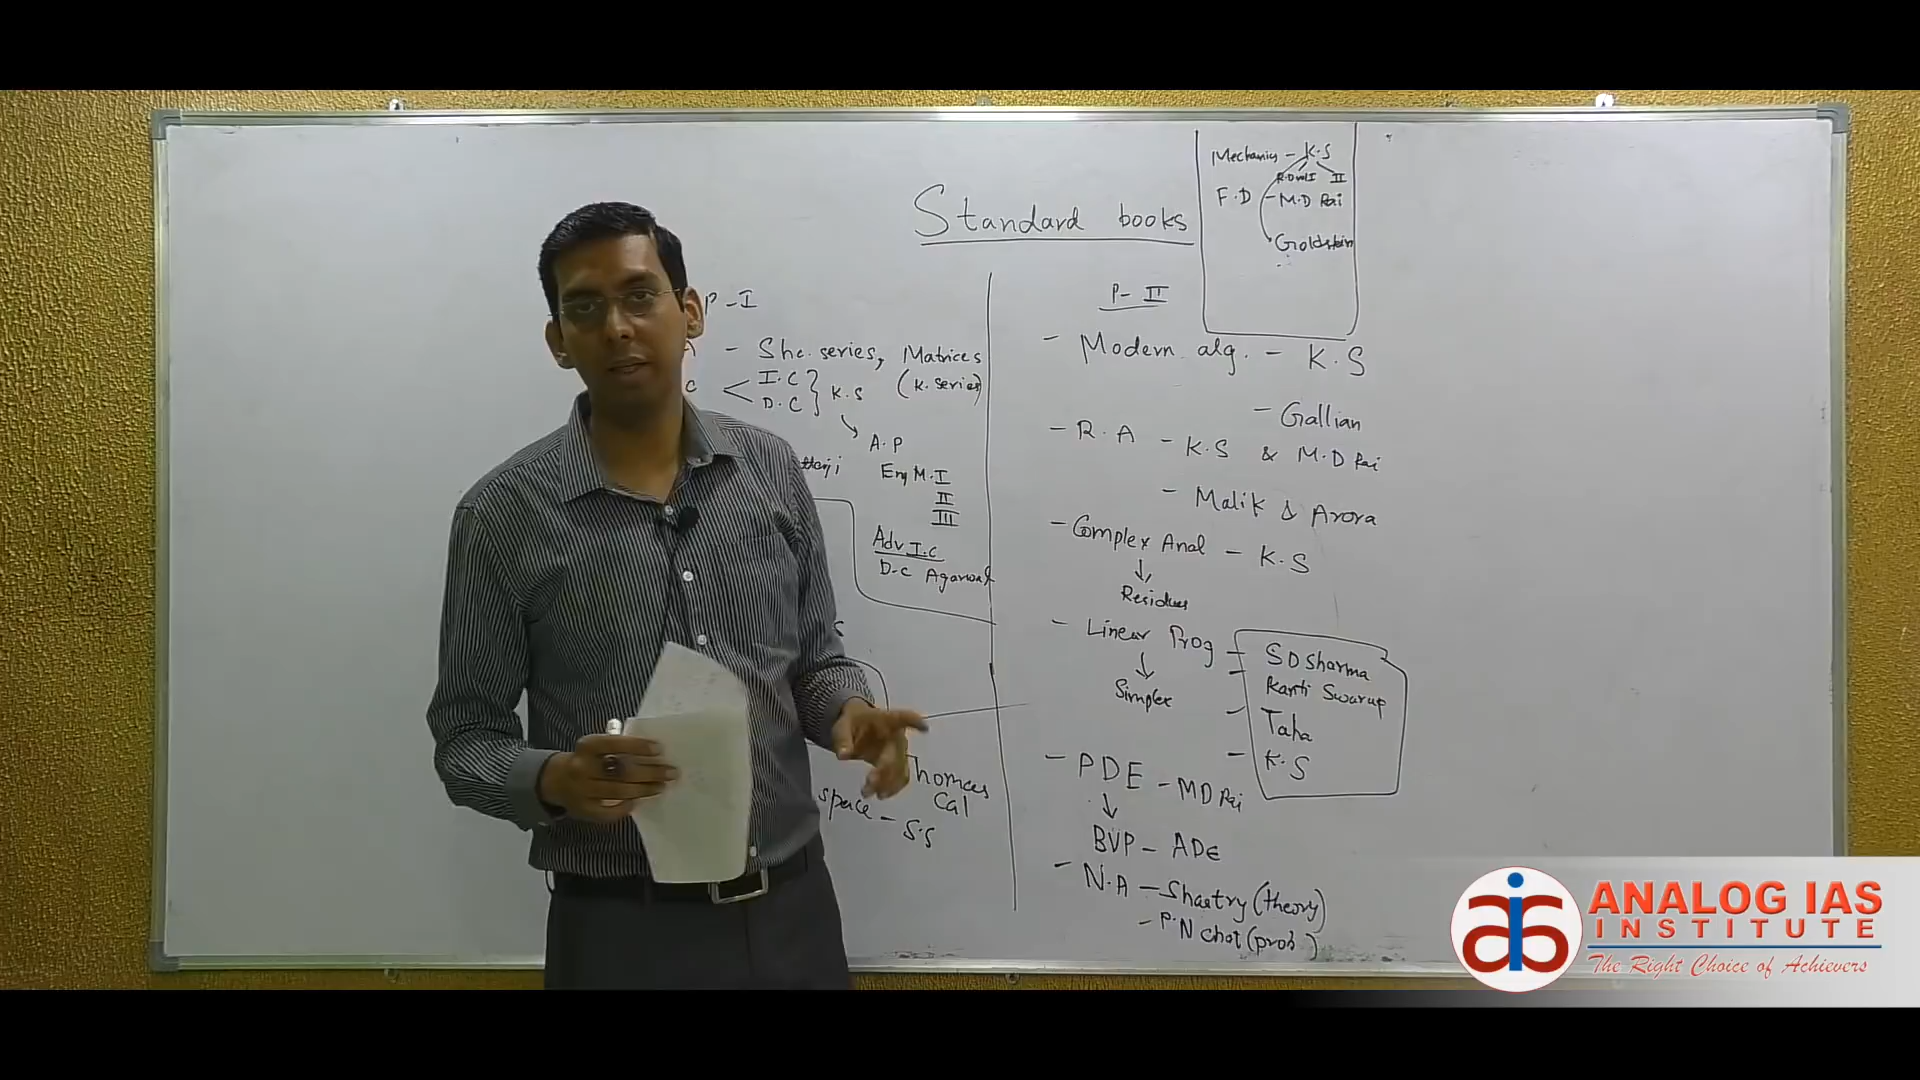 Standard books
Mechanics - K.S
II
F.D - M.D Rai
Goldstein
P - I
- Sch. series, Matrices
(K. series)
I.C
D.C } K.S
A.P
Eng M. I
II
III
Adv I.C
D.C Agarwal
Thomas
Cal
space - S.S
P - II
- Modern alg. - K.S
- Gallian
- R.A - K.S & M.D Rai
- Malik & Arora
- Complex Anal - K.S
Residues
- Linear Prog - SD Sharma
Simplex
Kanti Swarup
- Taha
- K.S
- PDE - MD Rai
BVP - ADE
- N.A - Shastry (theory)
- P.N Chat (prob)
ANALOG IAS
INSTITUTE
The Right Choice of Achievers